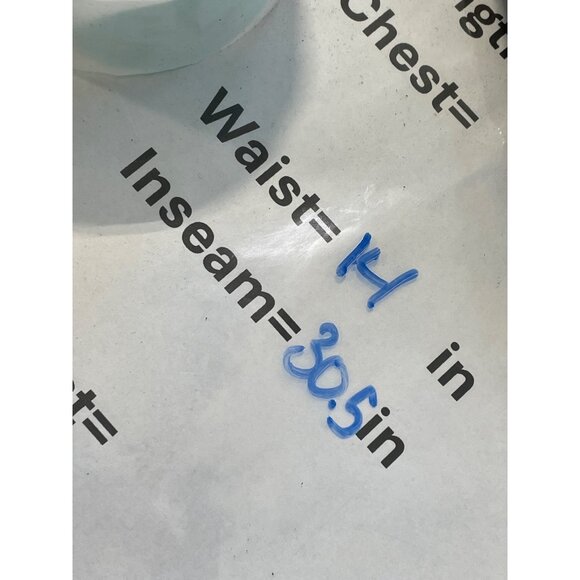 Chest=
Waist= 14 in
Inseam= 30.5in